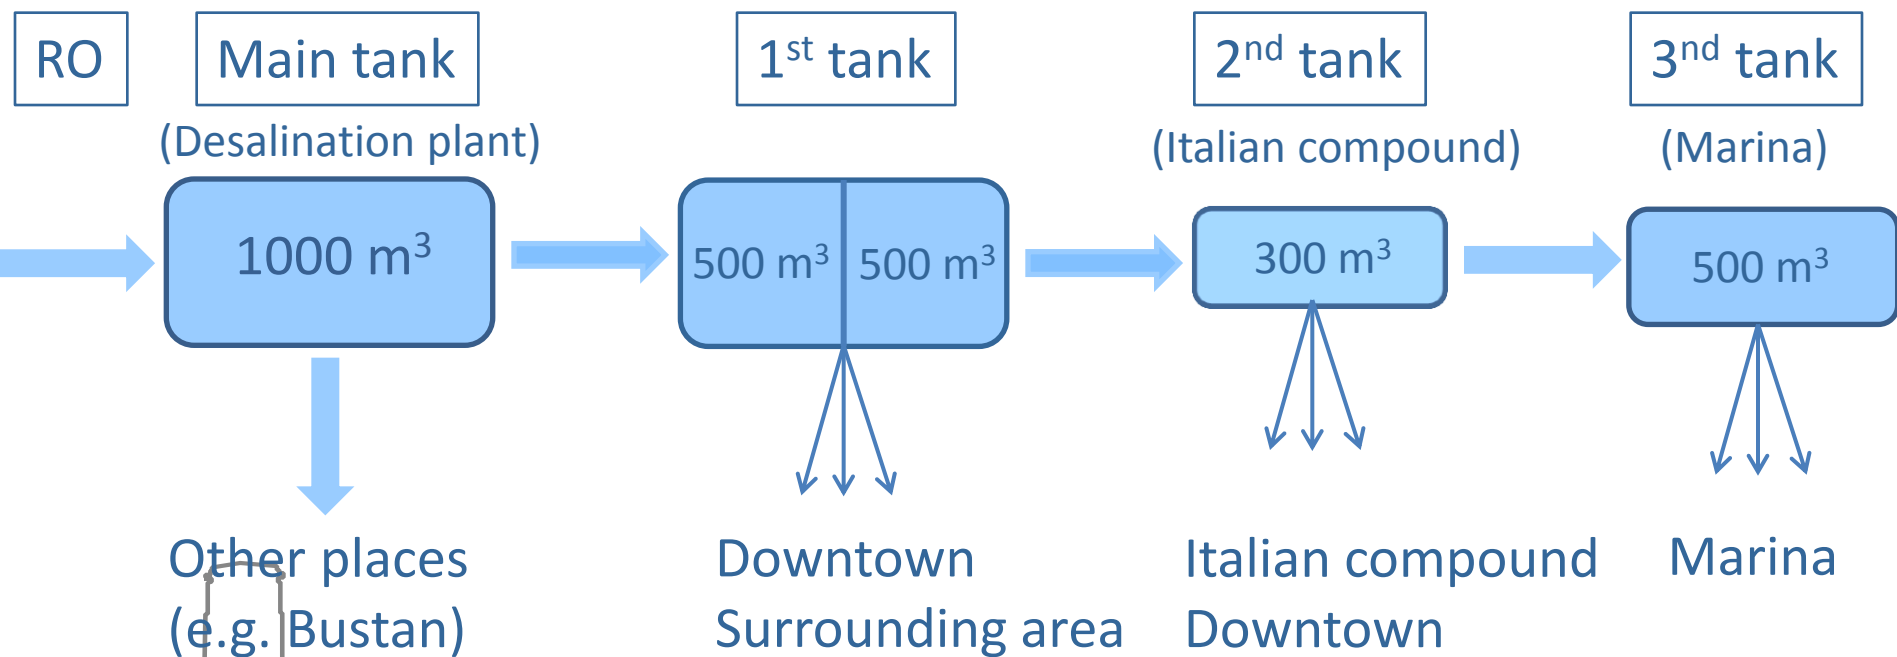 RO
Main tank
1st tank
2nd tank
3nd tank
(Desalination plant)
(Italian compound)
(Marina)
1000 m³
500 m³
500 m³
300 m³
500 m³
Other places
(e.g. Bustan)
Downtown
Surrounding area
Italian compound
Downtown
Marina